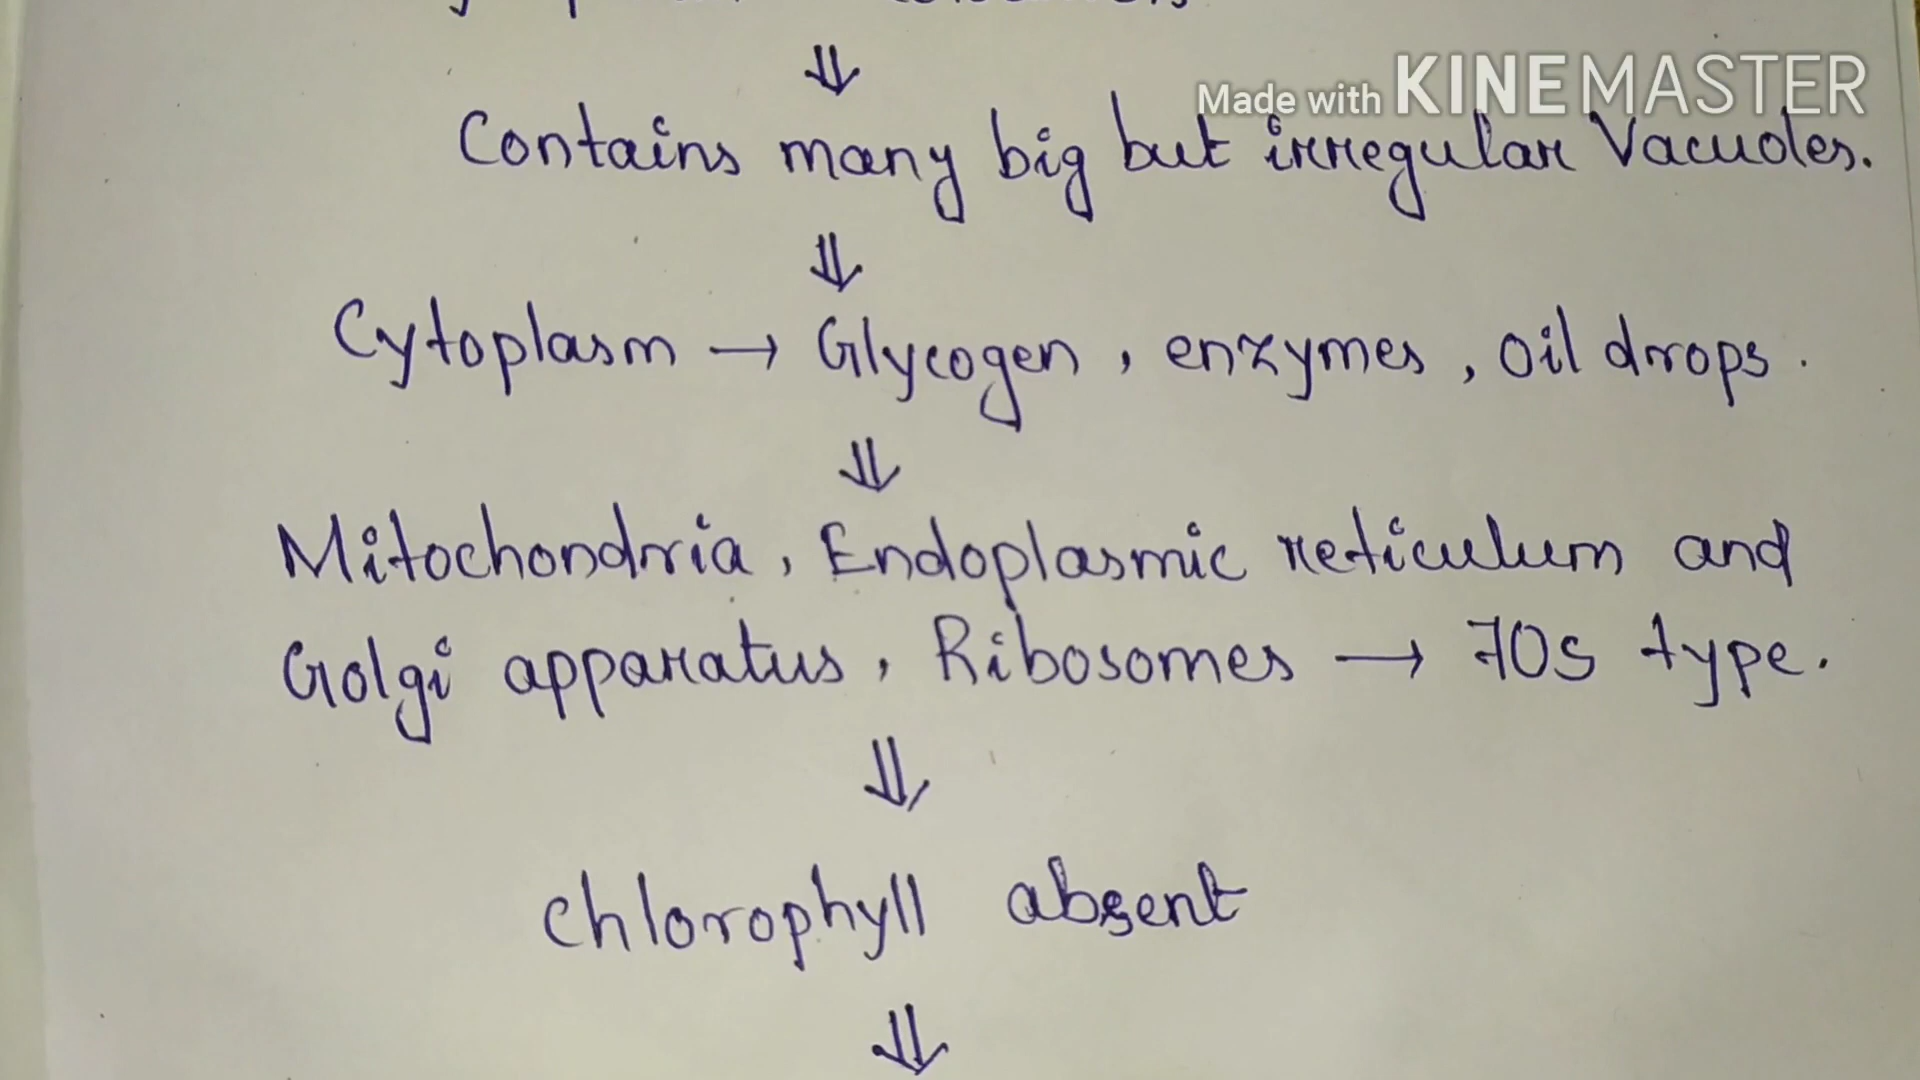 ⇓
Made with KINEMASTER
Contains many big but irregular Vacuoles.
⇓
Cytoplasm → Glycogen, enzymes, oil drops.
⇓
Mitochondria, Endoplasmic reticulum and
Golgi apparatus, Ribosomes → 70s type.
⇓
chlorophyll absent
⇓